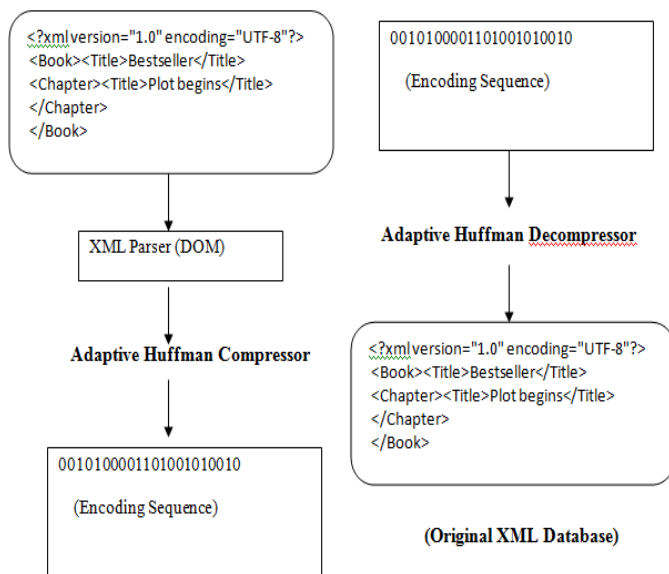 <?xml version="1.0" encoding="UTF-8"?>
<Book><Title>Bestseller</Title>
<Chapter><Title>Plot begins</Title>
</Chapter>
</Book>
XML Parser (DOM)
Adaptive Huffman Compressor
0010100001101001010010
(Encoding Sequence)
0010100001101001010010
(Encoding Sequence)
Adaptive Huffman Decompressor
<?xml version="1.0" encoding="UTF-8"?>
<Book><Title>Bestseller</Title>
<Chapter><Title>Plot begins</Title>
</Chapter>
</Book>
(Original XML Database)